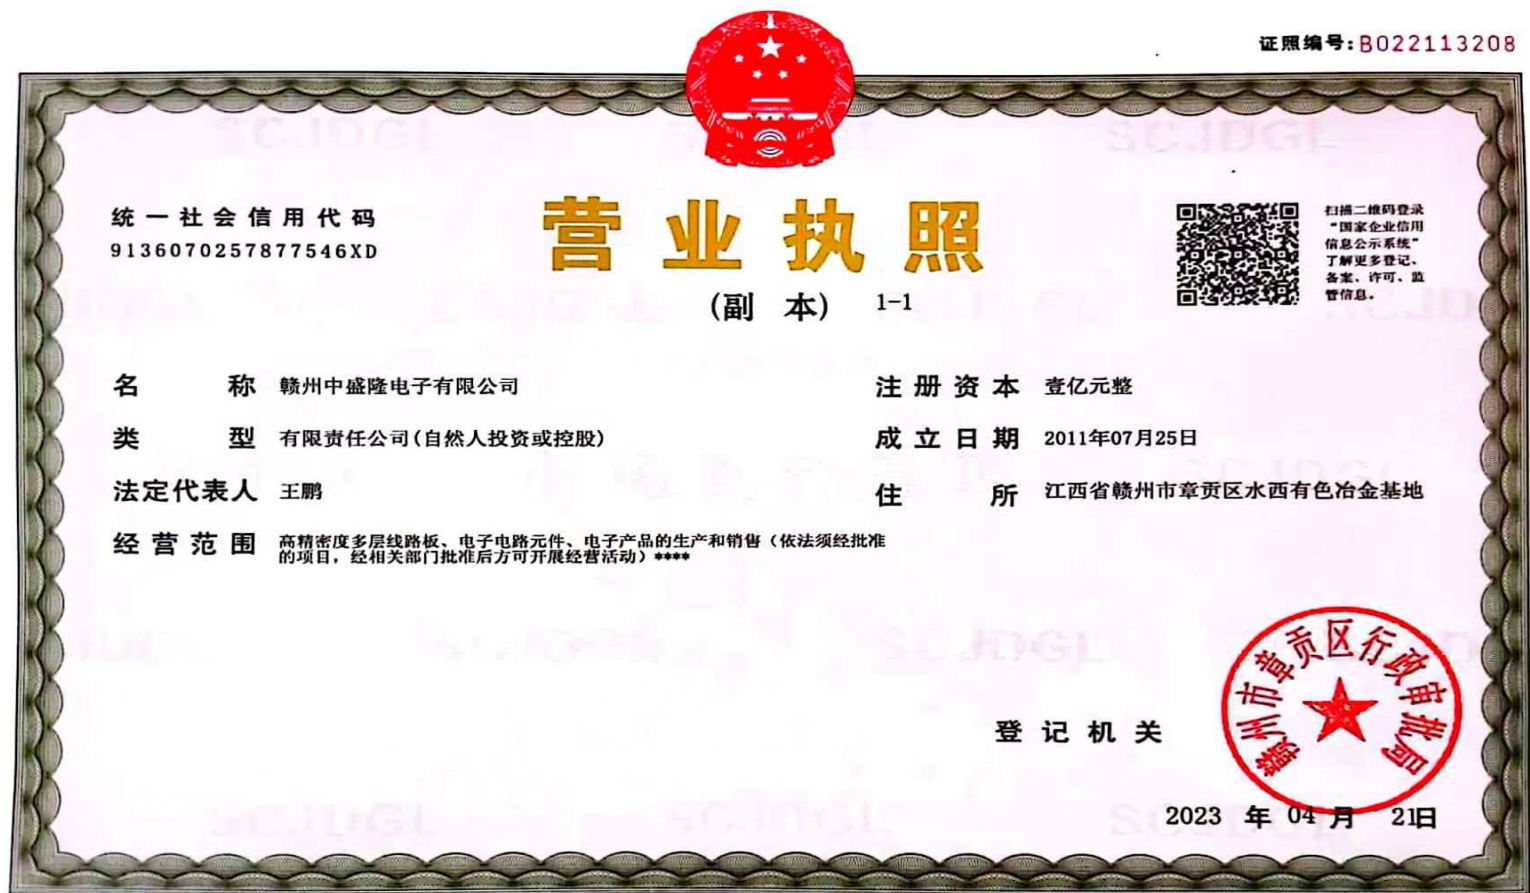 证照编号:B022113208
统一社会信用代码
9136070257877546XD
营业执照
(副 本) 1-1
扫描二维码登录
“国家企业信用
信息公示系统”
了解更多登记、
备案、许可、监
管信息。
名 称 赣州中盛隆电子有限公司
类 型 有限责任公司(自然人投资或控股)
法定代表人 王鹏
经营范围 高精密度多层线路板、电子电路元件、电子产品的生产和销售(依法须经批准
的项目,经相关部门批准后方可开展经营活动)****
注册资本 壹亿元整
成立日期 2011年07月25日
住 所 江西省赣州市章贡区水西有色冶金基地
登记机关
赣州市章贡区行政审批局
2023 年 04 月 21日
SCJDGL